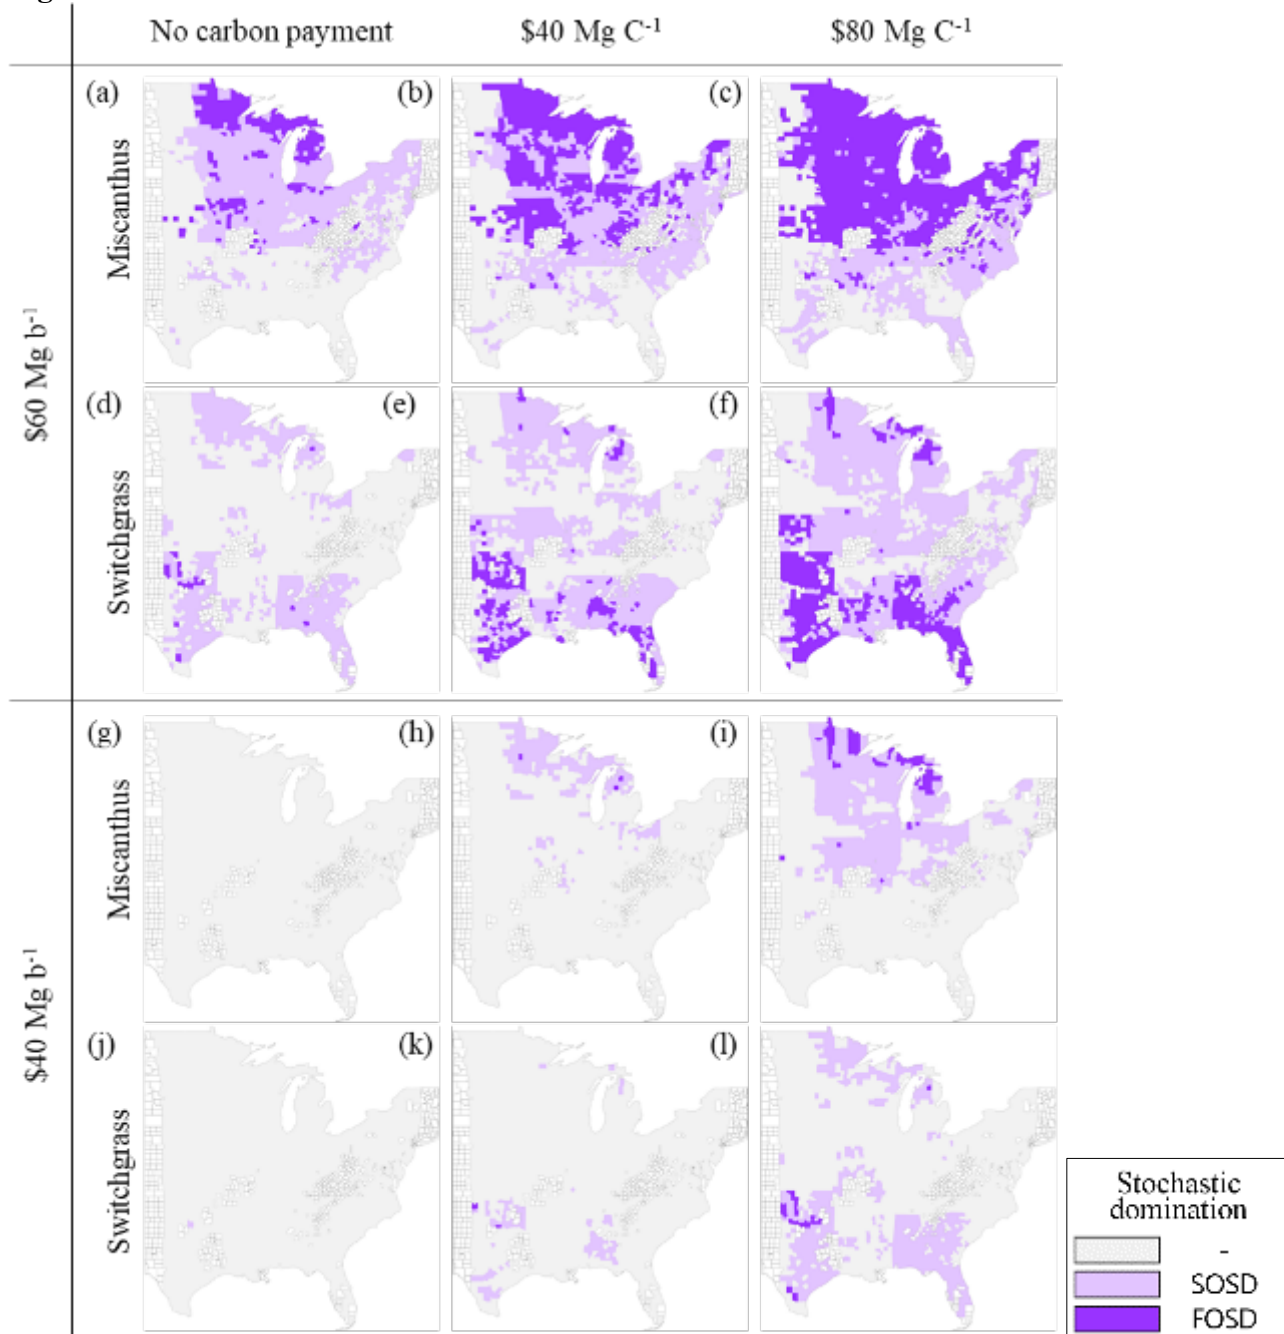 No carbon payment $40 Mg C⁻¹ $80 Mg C⁻¹
$60 Mg b⁻¹
Miscanthus
(a) (b) (c)
Switchgrass
(d) (e) (f)
$40 Mg b⁻¹
Miscanthus
(g) (h) (i)
Switchgrass
(j) (k) (l)
Stochastic
domination
-
SOSD
FOSD